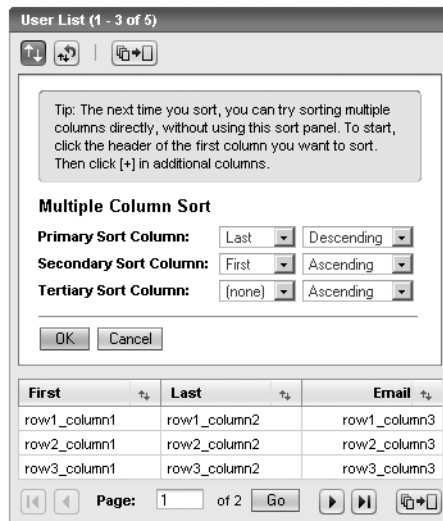 User List (1 - 3 of 5)
Tip: The next time you sort, you can try sorting multiple
columns directly, without using this sort panel. To start,
click the header of the first column you want to sort.
Then click [+] in additional columns.
Multiple Column Sort
Primary Sort Column: Last Descending
Secondary Sort Column: First Ascending
Tertiary Sort Column: (none) Ascending
OK Cancel
First Last Email
row1_column1 row1_column2 row1_column3
row2_column1 row2_column2 row2_column3
row3_column1 row3_column2 row3_column3
Page: 1 of 2 Go